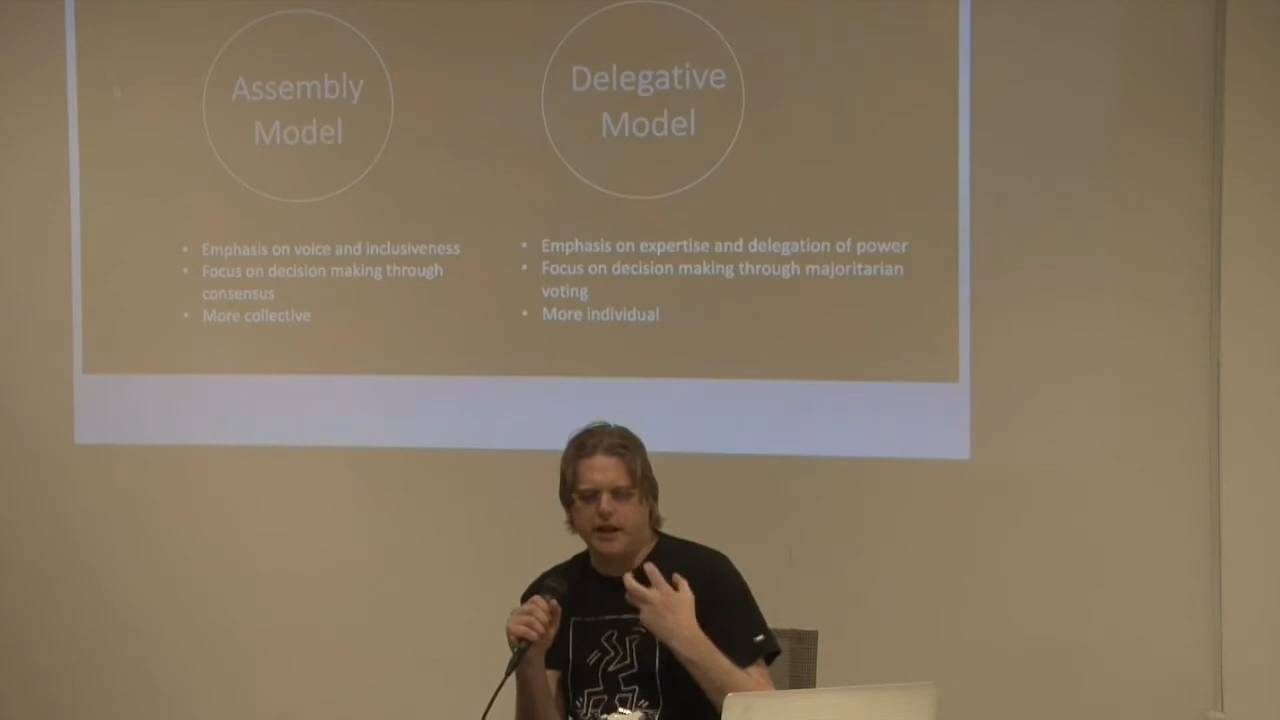 Assembly
Model
• Emphasis on voice and inclusiveness
• Focus on decision making through
consensus
• More collective
Delegative
Model
• Emphasis on expertise and delegation of power
• Focus on decision making through majoritarian
voting
• More individual